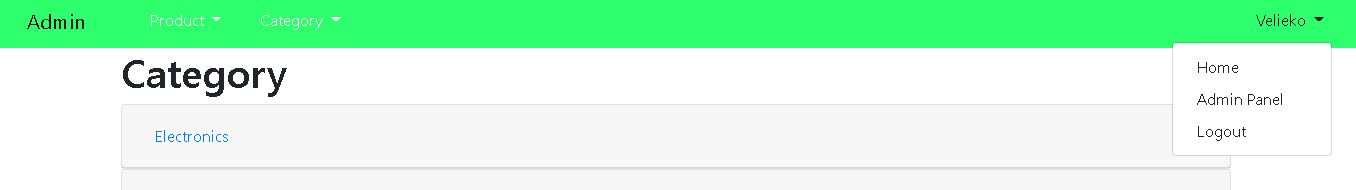 Admin Product Category Velieko
Home
Admin Panel
Logout
Category
Electronics